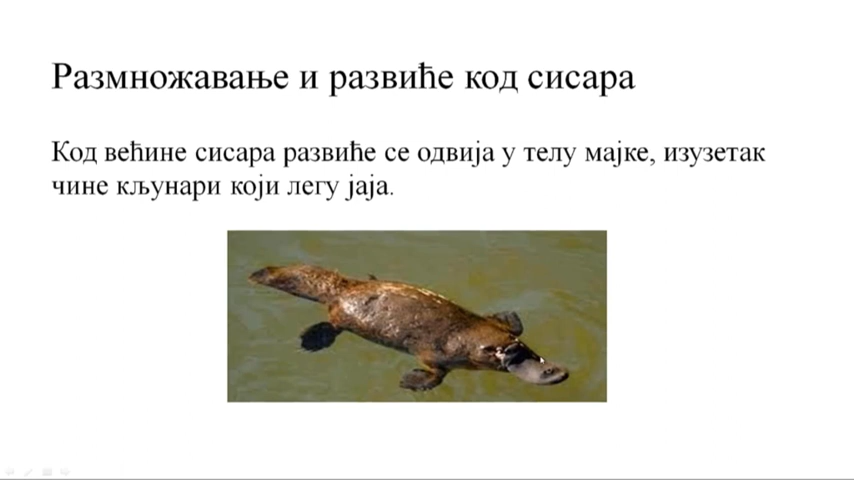 Размножавање и развиће код сисара
Код већине сисара развиће се одвија у телу мајке, изузетак
чине кљунари који легу јаја.